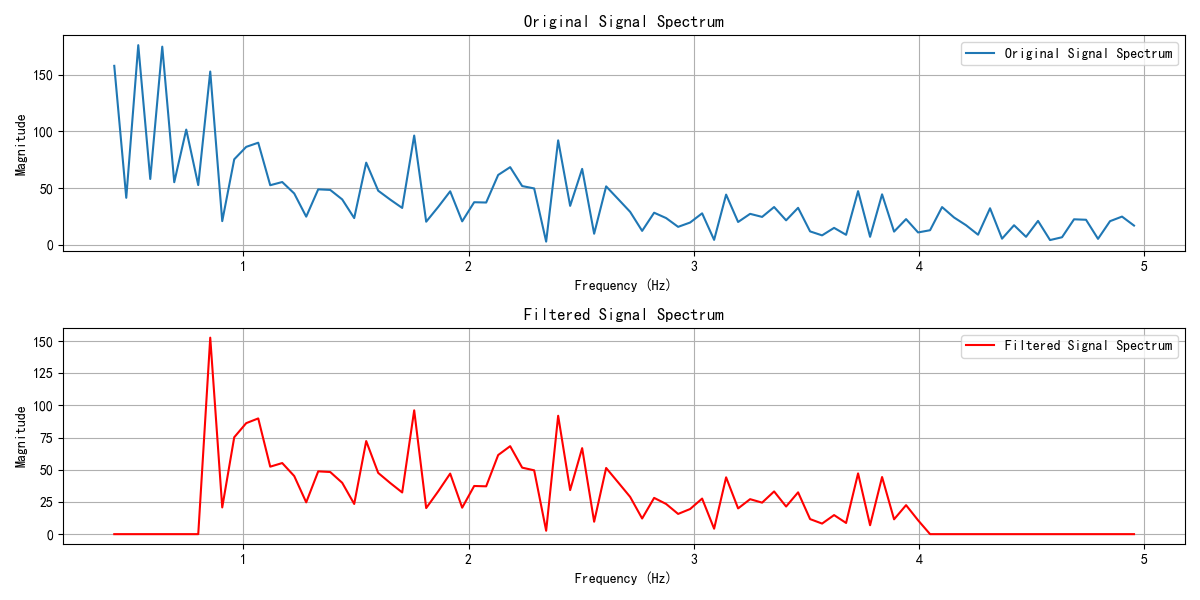 Original Signal Spectrum
Original Signal Spectrum
150
100
50
0
Magnitude
1 2 3 4 5
Frequency (Hz)
Filtered Signal Spectrum
Filtered Signal Spectrum
150
125
100
75
50
25
0
Magnitude
1 2 3 4 5
Frequency (Hz)